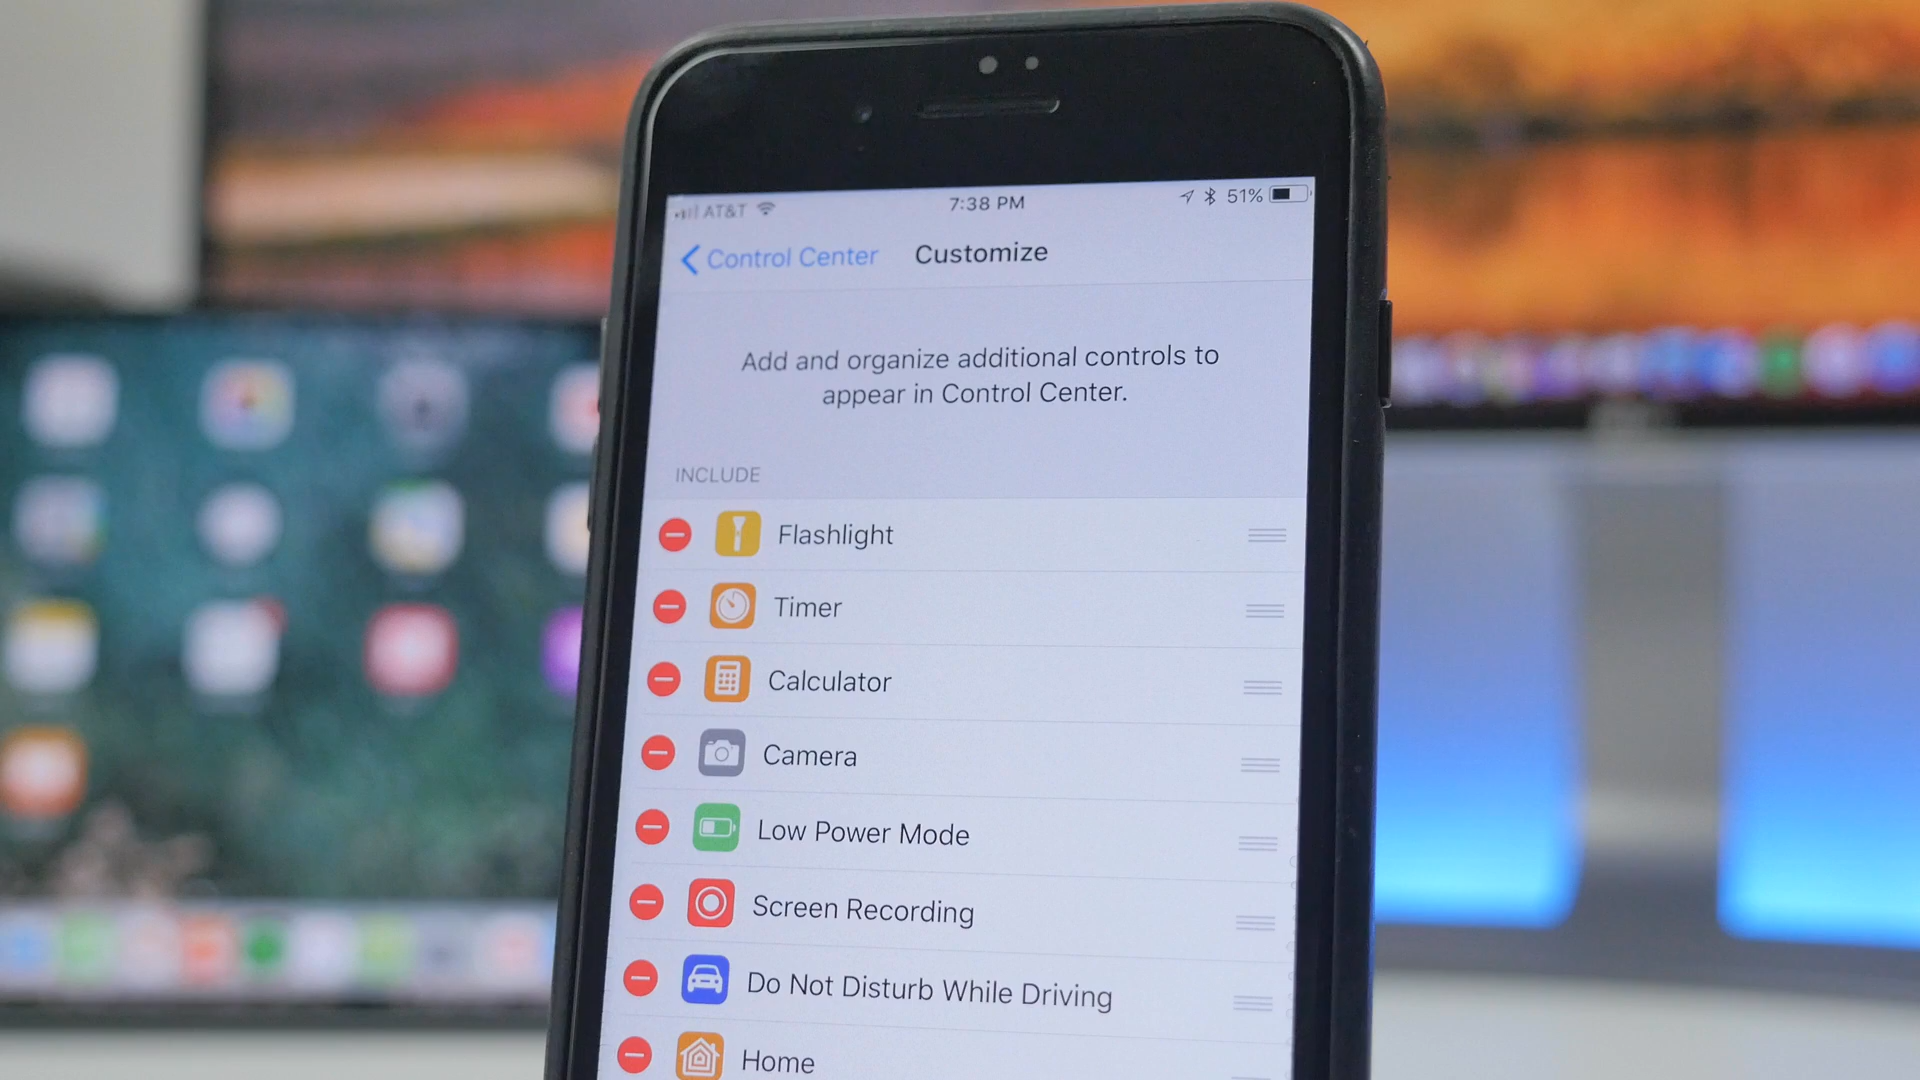 AT&T 7:38 PM 51%
Control Center Customize
Add and organize additional controls to
appear in Control Center.
INCLUDE
Flashlight
Timer
Calculator
Camera
Low Power Mode
Screen Recording
Do Not Disturb While Driving
Home